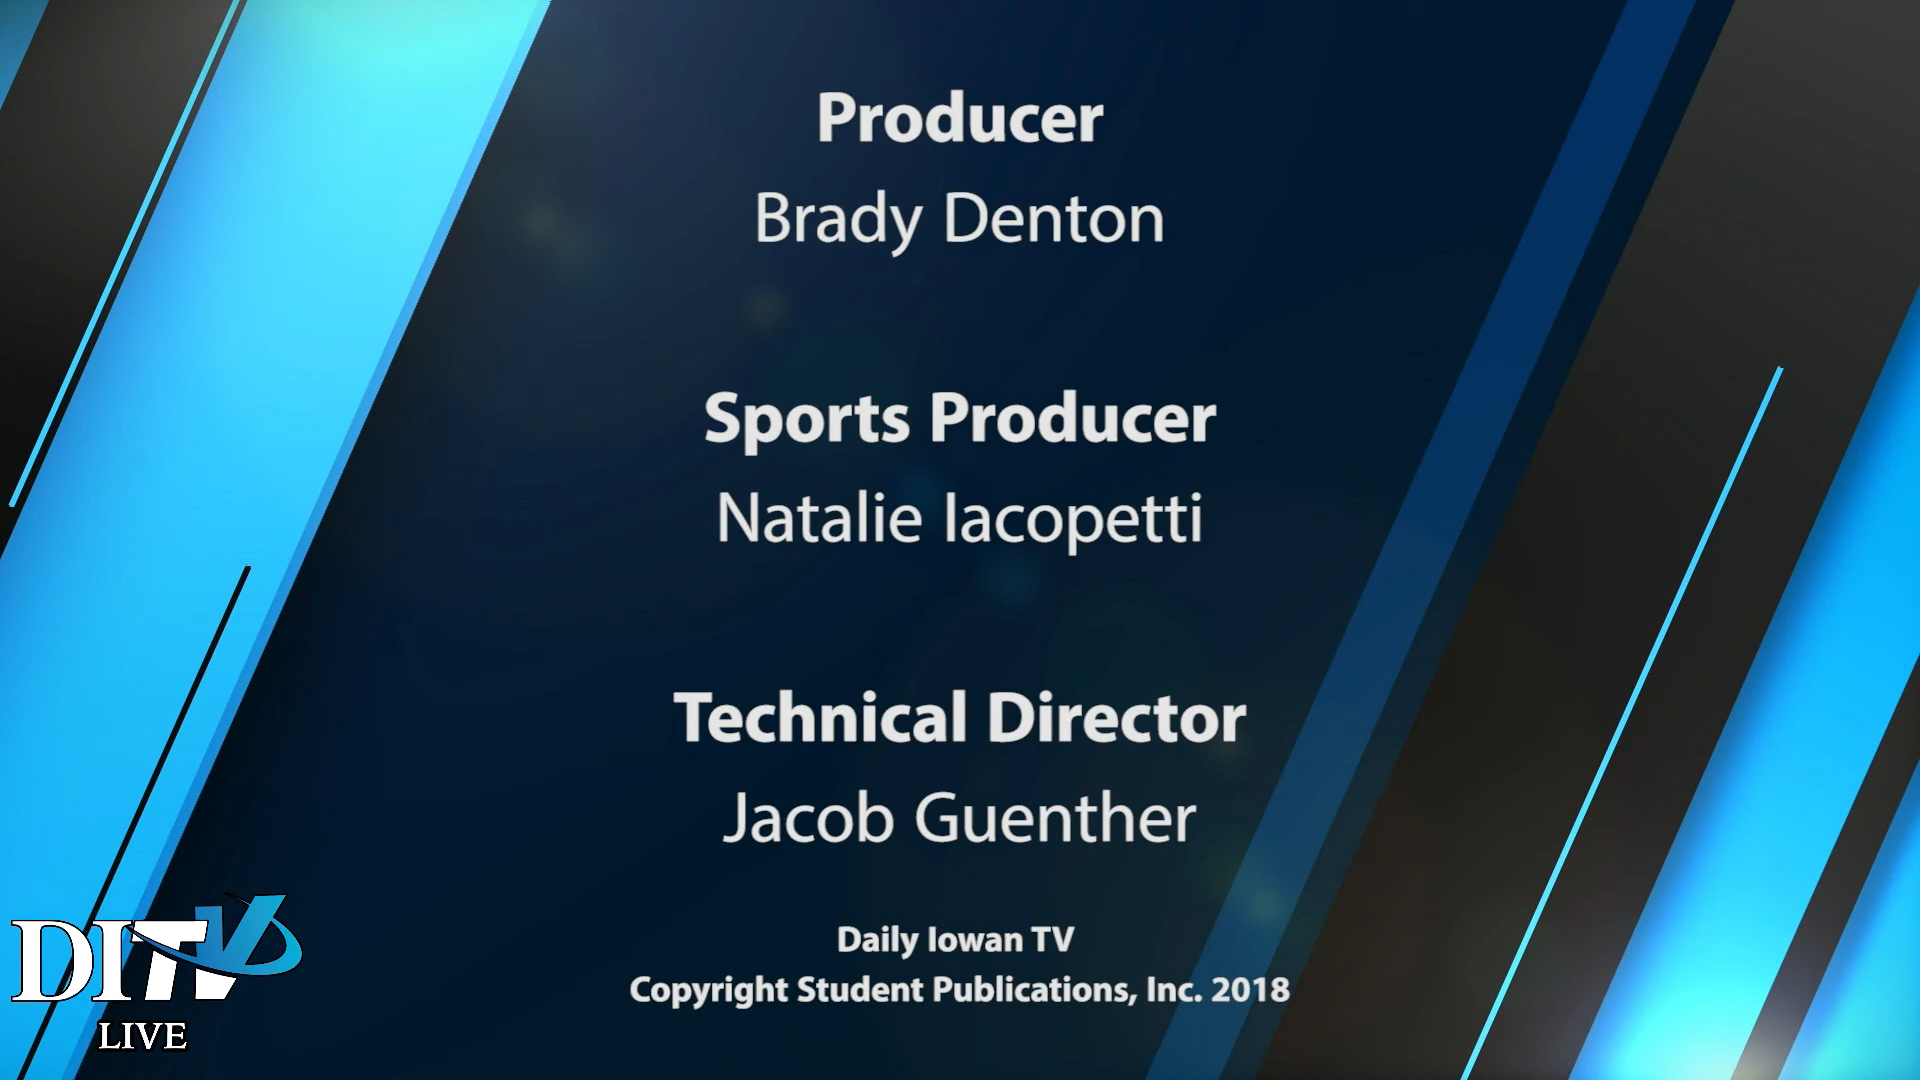 Producer
Brady Denton
Sports Producer
Natalie Iacopetti
Technical Director
Jacob Guenther
Daily Iowan TV
Copyright Student Publications, Inc. 2018
DITV
LIVE